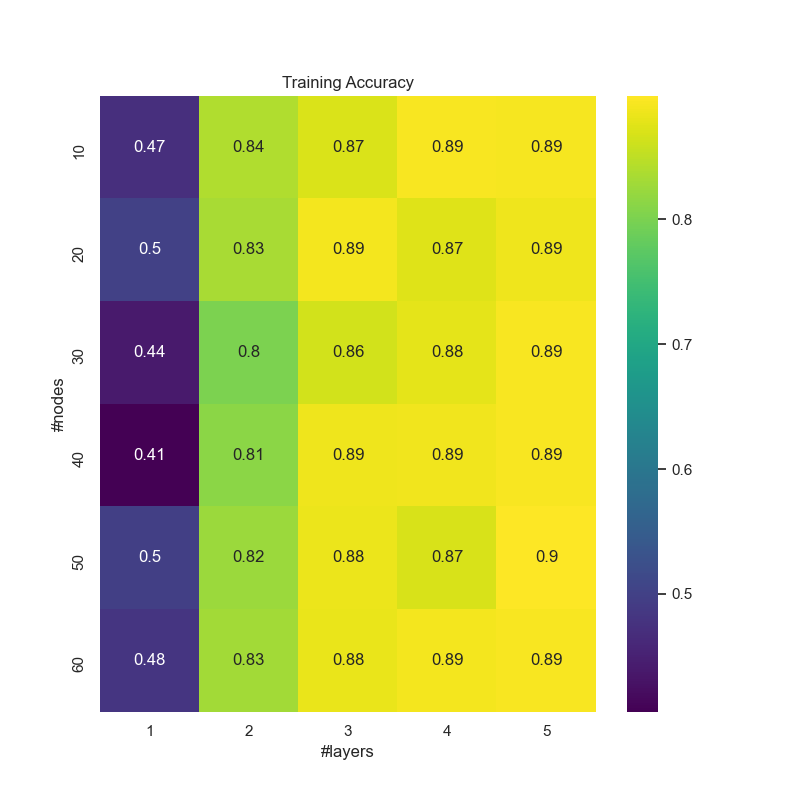 Training Accuracy
10 0.47 0.84 0.87 0.89 0.89
20 0.5 0.83 0.89 0.87 0.89
30 0.44 0.8 0.86 0.88 0.89
40 0.41 0.81 0.89 0.89 0.89
50 0.5 0.82 0.88 0.87 0.9
60 0.48 0.83 0.88 0.89 0.89
#nodes
1 2 3 4 5
#layers
0.8
0.7
0.6
0.5